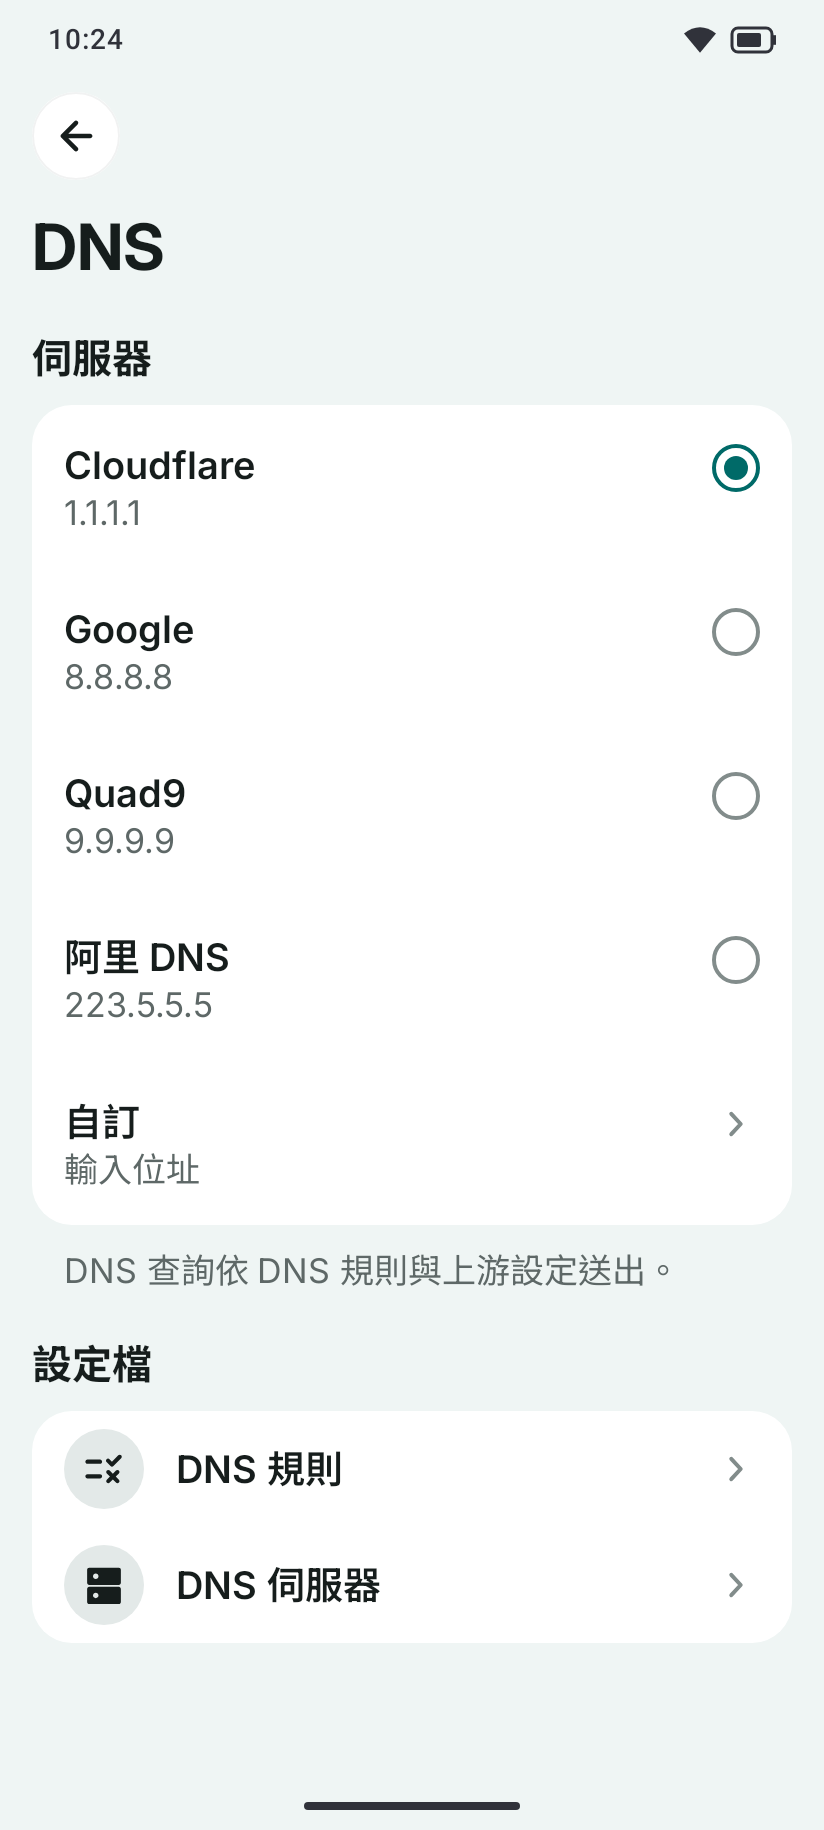 10:24
DNS
伺服器
Cloudflare
1.1.1.1
Google
8.8.8.8
Quad9
9.9.9.9
阿里 DNS
223.5.5.5
自訂
輸入位址
DNS 查詢依 DNS 規則與上游設定送出。
設定檔
DNS 規則
DNS 伺服器